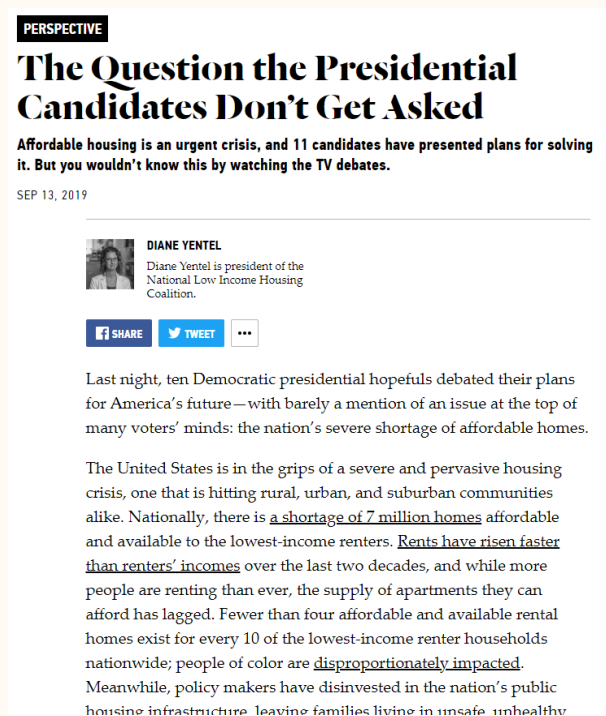 PERSPECTIVE
The Question the Presidential
Candidates Don't Get Asked
Affordable housing is an urgent crisis, and 11 candidates have presented plans for solving
it. But you wouldn't know this by watching the TV debates.
SEP 13, 2019
DIANE YENTEL
Diane Yentel is president of the
National Low Income Housing
Coalition.
SHARE
TWEET
•••
Last night, ten Democratic presidential hopefuls debated their plans
for America's future—with barely a mention of an issue at the top of
many voters' minds: the nation's severe shortage of affordable homes.
The United States is in the grips of a severe and pervasive housing
crisis, one that is hitting rural, urban, and suburban communities
alike. Nationally, there is a shortage of 7 million homes affordable
and available to the lowest-income renters. Rents have risen faster
than renters' incomes over the last two decades, and while more
people are renting than ever, the supply of apartments they can
afford has lagged. Fewer than four affordable and available rental
homes exist for every 10 of the lowest-income renter households
nationwide; people of color are disproportionately impacted.
Meanwhile, policy makers have disinvested in the nation's public
housing infrastructure, leaving families living in unsafe, unhealthy